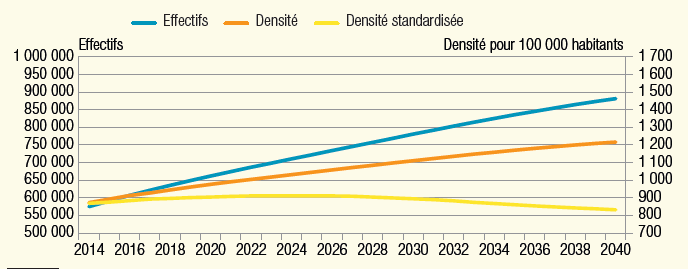 Effectifs Densité Densité standardisée
Effectifs Densité pour 100 000 habitants
1 000 000 1 700
950 000 1 600
900 000 1 500
850 000 1 400
800 000 1 300
750 000 1 200
700 000 1 100
650 000 1 000
600 000 900
550 000 800
500 000 700
2014 2016 2018 2020 2022 2024 2026 2028 2030 2032 2034 2036 2038 2040